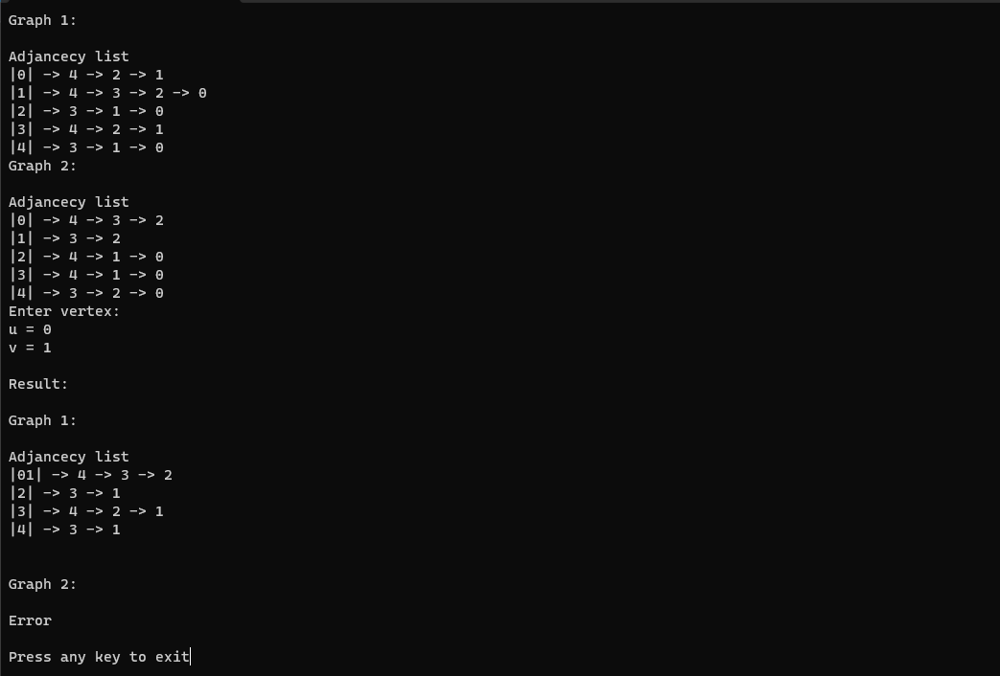 Graph 1:
Adjancecy list
|0| -> 4 -> 2 -> 1
|1| -> 4 -> 3 -> 2 -> 0
|2| -> 3 -> 1 -> 0
|3| -> 4 -> 2 -> 1
|4| -> 3 -> 1 -> 0
Graph 2:
Adjancecy list
|0| -> 4 -> 3 -> 2
|1| -> 3 -> 2
|2| -> 4 -> 1 -> 0
|3| -> 4 -> 1 -> 0
|4| -> 3 -> 2 -> 0
Enter vertex:
u = 0
v = 1
Result:
Graph 1:
Adjancecy list
|01| -> 4 -> 3 -> 2
|2| -> 3 -> 1
|3| -> 4 -> 2 -> 1
|4| -> 3 -> 1
Graph 2:
Error
Press any key to exit